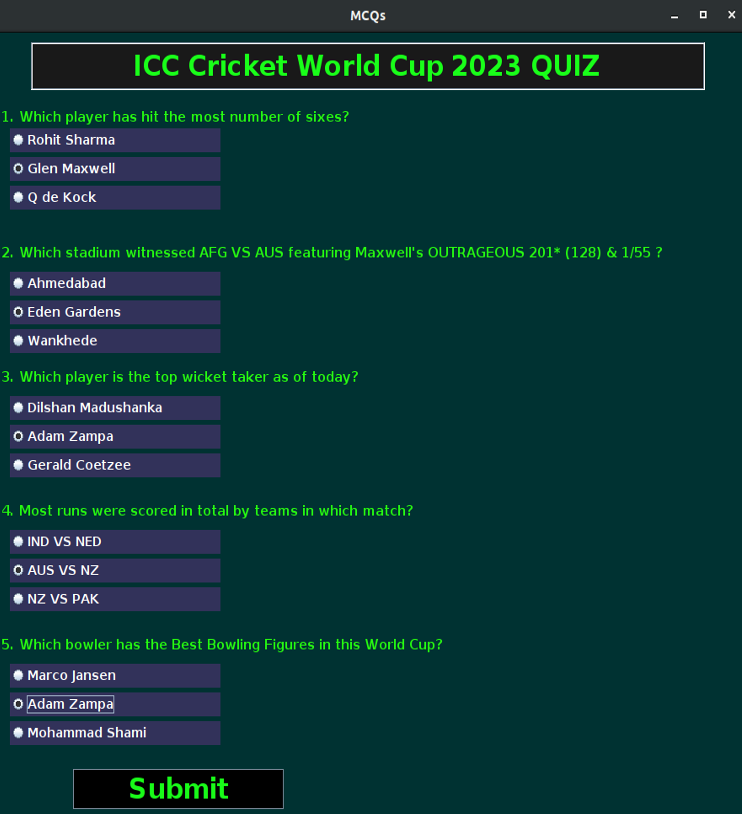 MCQs
ICC Cricket World Cup 2023 QUIZ
1. Which player has hit the most number of sixes?
Rohit Sharma
Glen Maxwell
Q de Kock
2. Which stadium witnessed AFG VS AUS featuring Maxwell's OUTRAGEOUS 201* (128) & 1/55 ?
Ahmedabad
Eden Gardens
Wankhede
3. Which player is the top wicket taker as of today?
Dilshan Madushanka
Adam Zampa
Gerald Coetzee
4. Most runs were scored in total by teams in which match?
IND VS NED
AUS VS NZ
NZ VS PAK
5. Which bowler has the Best Bowling Figures in this World Cup?
Marco Jansen
Adam Zampa
Mohammad Shami
Submit